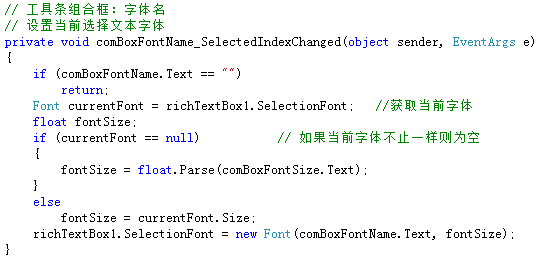 // 工具条组合框：字体名
// 设置当前选择文本字体
private void comBoxFontName_SelectedIndexChanged(object sender, EventArgs e)
{
    if (comBoxFontName.Text == "")
        return;
    Font currentFont = richTextBox1.SelectionFont;   //获取当前字体
    float fontSize;
    if (currentFont == null)          // 如果当前字体不止一样则为空
    {
        fontSize = float.Parse(comBoxFontSize.Text);
    }
    else
        fontSize = currentFont.Size;
    richTextBox1.SelectionFont = new Font(comBoxFontName.Text, fontSize);
}